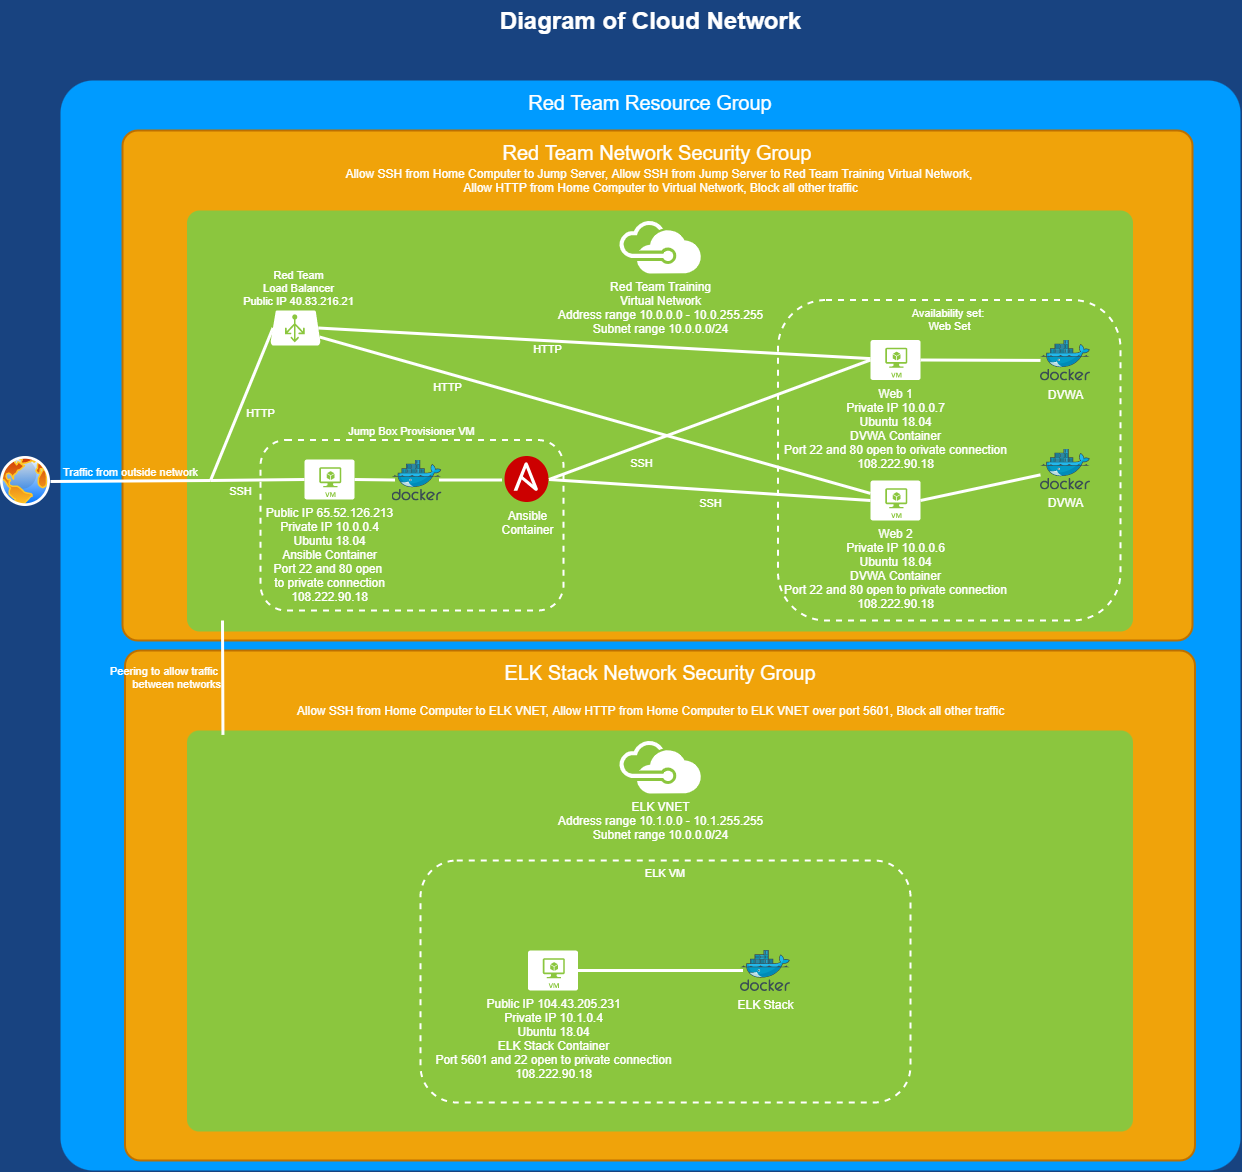 Diagram of Cloud Network
Red Team Resource Group
Red Team Network Security Group
Allow SSH from Home Computer to Jump Server, Allow SSH from Jump Server to Red Team Training Virtual Network,
Allow HTTP from Home Computer to Virtual Network, Block all other traffic
Red Team
Load Balancer
Public IP 40.83.216.21
Red Team Training
Virtual Network
Address range 10.0.0.0 - 10.0.255.255
Subnet range 10.0.0.0/24
Availability set:
Web Set
HTTP
HTTP
HTTP
VM
Web 1
Private IP 10.0.0.7
Ubuntu 18.04
DVWA Container
Port 22 and 80 open to private connection
108.222.90.18
docker
DVWA
Jump Box Provisioner VM
Traffic from outside network
SSH
VM
Public IP 65.52.126.213
Private IP 10.0.0.4
Ubuntu 18.04
Ansible Container
Port 22 and 80 open
to private connection
108.222.90.18
docker
Ansible
Container
SSH
SSH
VM
Web 2
Private IP 10.0.0.6
Ubuntu 18.04
DVWA Container
Port 22 and 80 open to private connection
108.222.90.18
docker
DVWA
Peering to allow traffic
between networks
ELK Stack Network Security Group
Allow SSH from Home Computer to ELK VNET, Allow HTTP from Home Computer to ELK VNET over port 5601, Block all other traffic
ELK VNET
Address range 10.1.0.0 - 10.1.255.255
Subnet range 10.0.0.0/24
ELK VM
VM
Public IP 104.43.205.231
Private IP 10.1.0.4
Ubuntu 18.04
ELK Stack Container
Port 5601 and 22 open to private connection
108.222.90.18
docker
ELK Stack